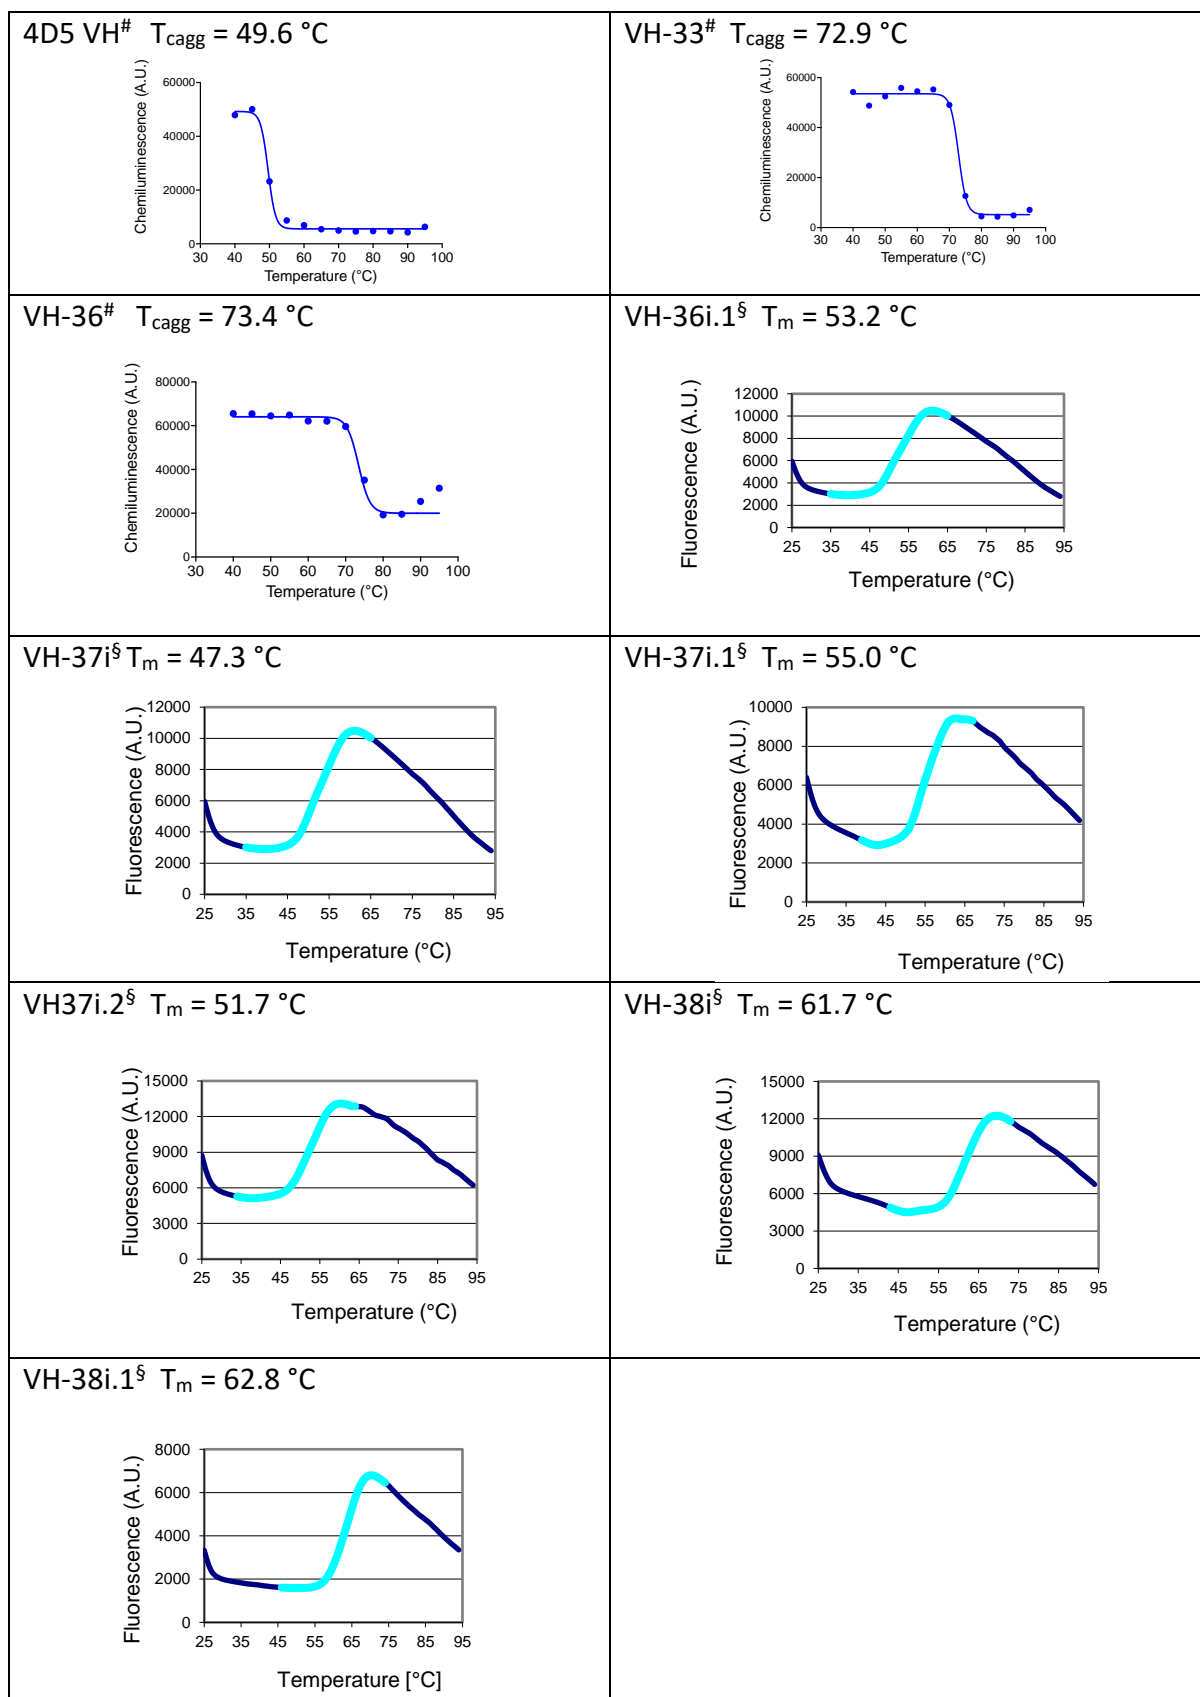 4D5 VH# Tcagg = 49.6 °C
Chemiluminescence (A.U.)
60000
40000
20000
0
30 40 50 60 70 80 90 100
Temperature (°C)
VH-33# Tcagg = 72.9 °C
Chemiluminescence (A.U.)
60000
40000
20000
0
30 40 50 60 70 80 90 100
Temperature (°C)
VH-36# Tcagg = 73.4 °C
Chemiluminescence (A.U.)
80000
60000
40000
20000
0
30 40 50 60 70 80 90 100
Temperature (°C)
VH-36i.1§ Tm = 53.2 °C
Fluorescence (A.U.)
12000
10000
8000
6000
4000
2000
0
25 35 45 55 65 75 85 95
Temperature (°C)
VH-37i§ Tm = 47.3 °C
Fluorescence (A.U.)
12000
10000
8000
6000
4000
2000
0
25 35 45 55 65 75 85 95
Temperature (°C)
VH-37i.1§ Tm = 55.0 °C
Fluorescence (A.U.)
10000
8000
6000
4000
2000
0
25 35 45 55 65 75 85 95
Temperature (°C)
VH37i.2§ Tm = 51.7 °C
Fluorescence (A.U.)
15000
12000
9000
6000
3000
0
25 35 45 55 65 75 85 95
Temperature (°C)
VH-38i§ Tm = 61.7 °C
Fluorescence (A.U.)
15000
12000
9000
6000
3000
0
25 35 45 55 65 75 85 95
Temperature (°C)
VH-38i.1§ Tm = 62.8 °C
Fluorescence (A.U.)
8000
6000
4000
2000
0
25 35 45 55 65 75 85 95
Temperature [°C]